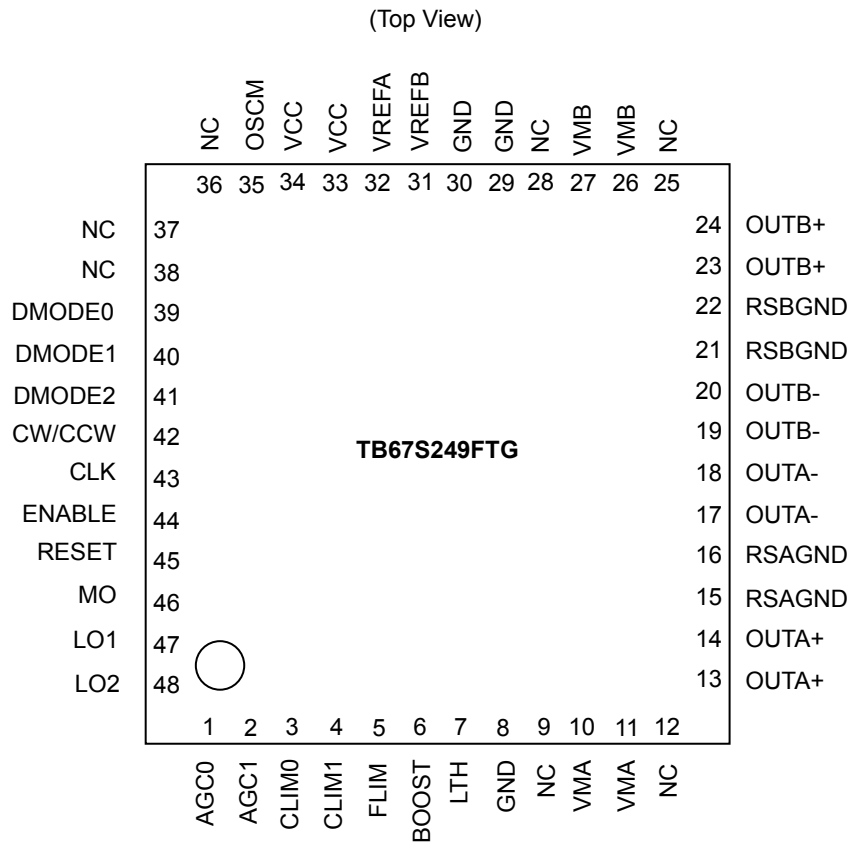 (Top View)
NC OSCM VCC VCC VREFA VREFB GND GND NC VMB VMB NC
36 35 34 33 32 31 30 29 28 27 26 25
NC 37 24 OUTB+
NC 38 23 OUTB+
DMODE0 39 22 RSBGND
DMODE1 40 21 RSBGND
DMODE2 41 20 OUTB-
CW/CCW 42 19 OUTB-
TB67S249FTG
CLK 43 18 OUTA-
ENABLE 44 17 OUTA-
RESET 45 16 RSAGND
MO 46 15 RSAGND
LO1 47 14 OUTA+
LO2 48 13 OUTA+
1 2 3 4 5 6 7 8 9 10 11 12
AGC0 AGC1 CLIM0 CLIM1 FLIM BOOST LTH GND NC VMA VMA NC